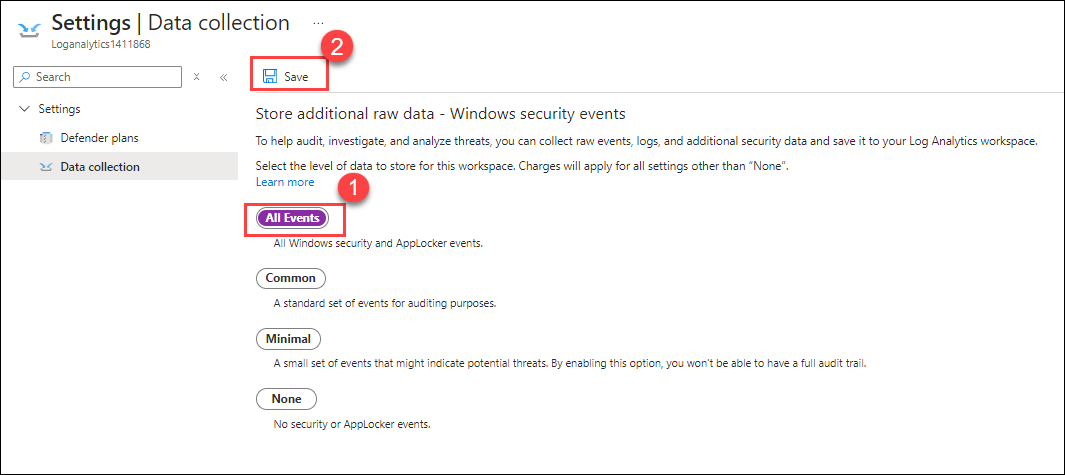 Settings | Data collection ...
Loganalytics1411868
2
Search
Save
Settings
Store additional raw data - Windows security events
Defender plans
To help audit, investigate, and analyze threats, you can collect raw events, logs, and additional security data and save it to your Log Analytics workspace.
Data collection
Select the level of data to store for this workspace. Charges will apply for all settings other than “None”.
Learn more
1
All Events
All Windows security and AppLocker events.
Common
A standard set of events for auditing purposes.
Minimal
A small set of events that might indicate potential threats. By enabling this option, you won't be able to have a full audit trail.
None
No security or AppLocker events.